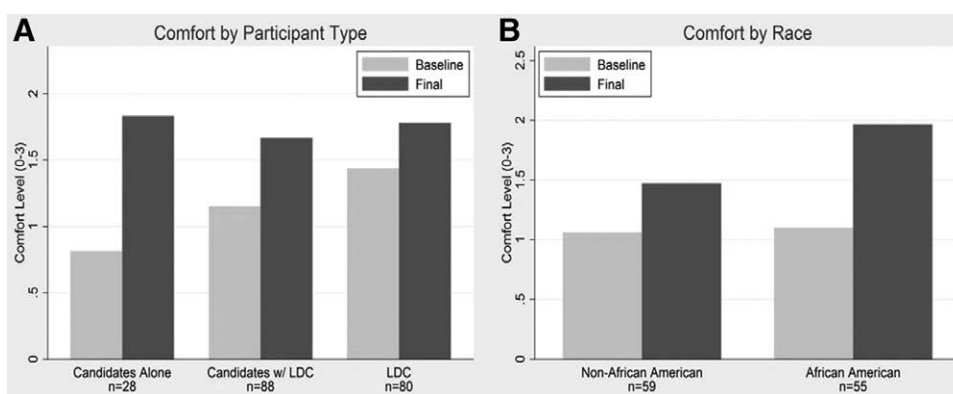 A
Comfort by Participant Type
Baseline
Final
Comfort Level (0-3)
2
1.5
1
.5
0
Candidates Alone
n=28
Candidates w/ LDC
n=88
LDC
n=80
B
Comfort by Race
Baseline
Final
Comfort Level (0-3)
2.5
2
1.5
1
.5
0
Non-African American
n=59
African American
n=55